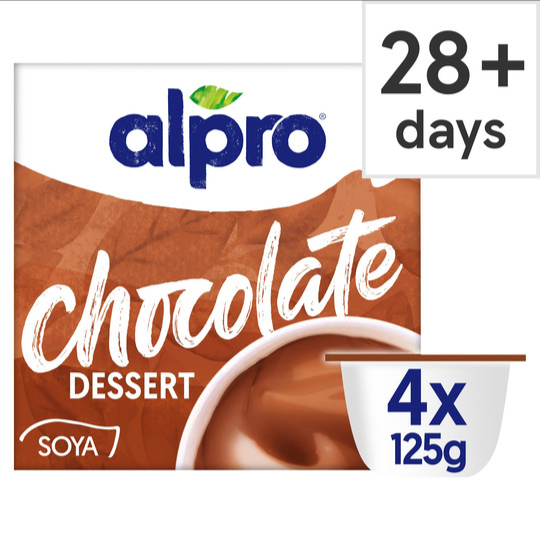 28+
days
alpro®
chocolate
DESSERT
SOYA
4x
125g